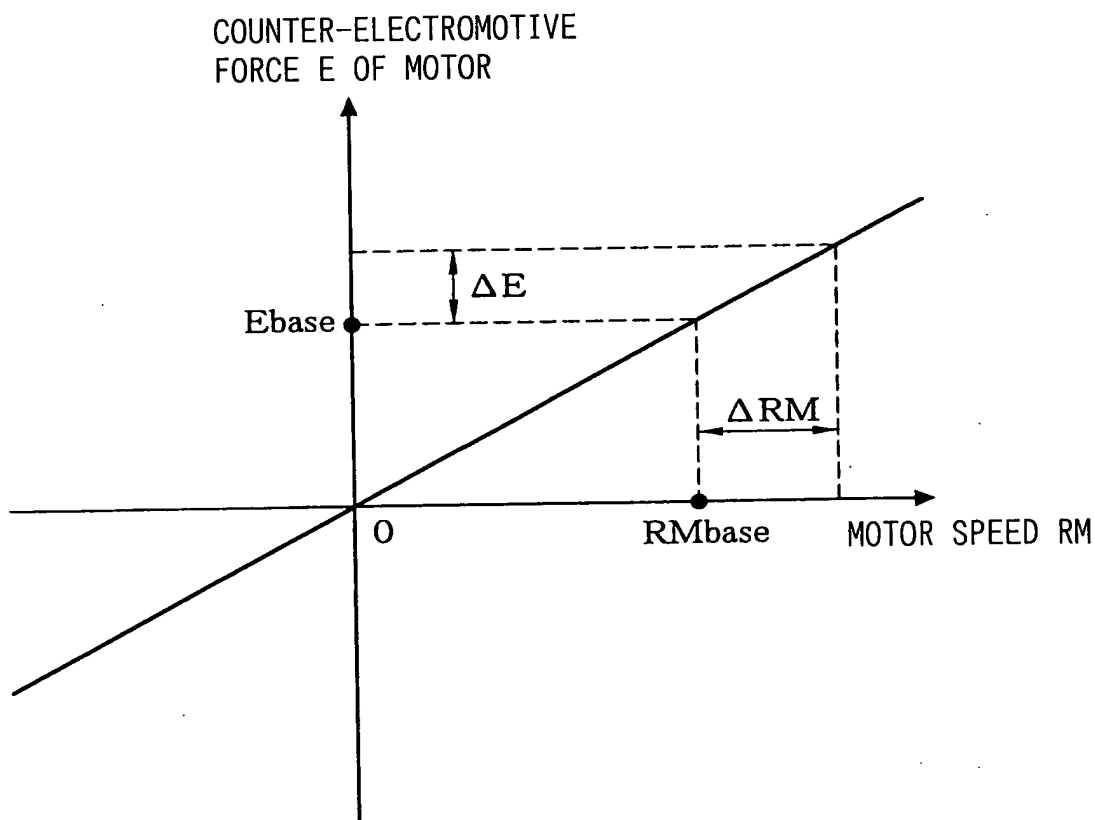 COUNTER-ELECTROMOTIVE
FORCE E OF MOTOR
ΔE
Ebase
ΔRM
0
RMbase
MOTOR SPEED RM